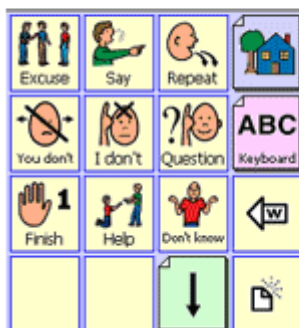 Excuse
Say
Repeat
You don't
I don't
?
Question
ABC
Keyboard
1
Finish
Help
Don't know
w